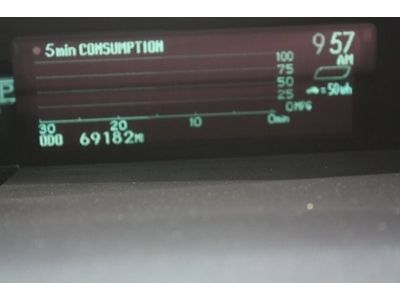 5min CONSUMPTION 9 57
AM
100
75
50
25
0MPG
= 50Wh
P
30 20 10 0min
ODO 69182MI